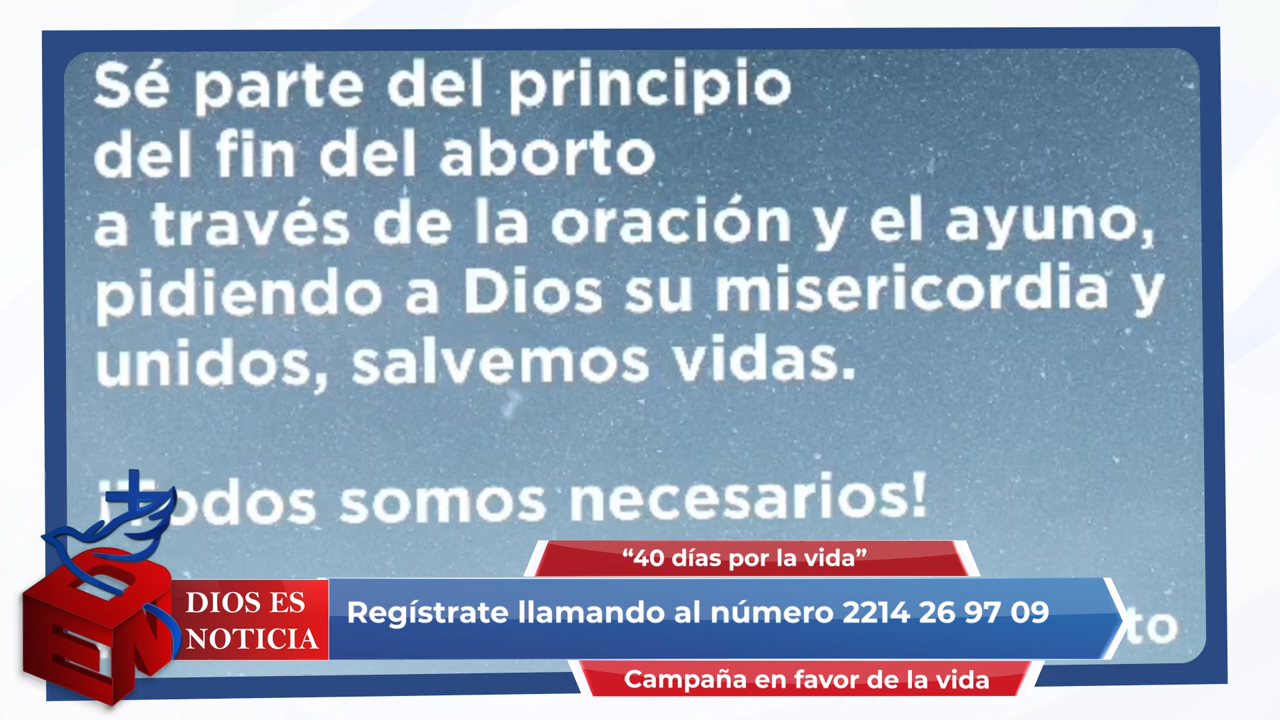 Sé parte del principio
del fin del aborto
a través de la oración y el ayuno,
pidiendo a Dios su misericordia y
unidos, salvemos vidas.
¡Todos somos necesarios!
“40 días por la vida”
DIOS ES
NOTICIA
Regístrate llamando al número 2214 26 97 09
to
Campaña en favor de la vida
DEN